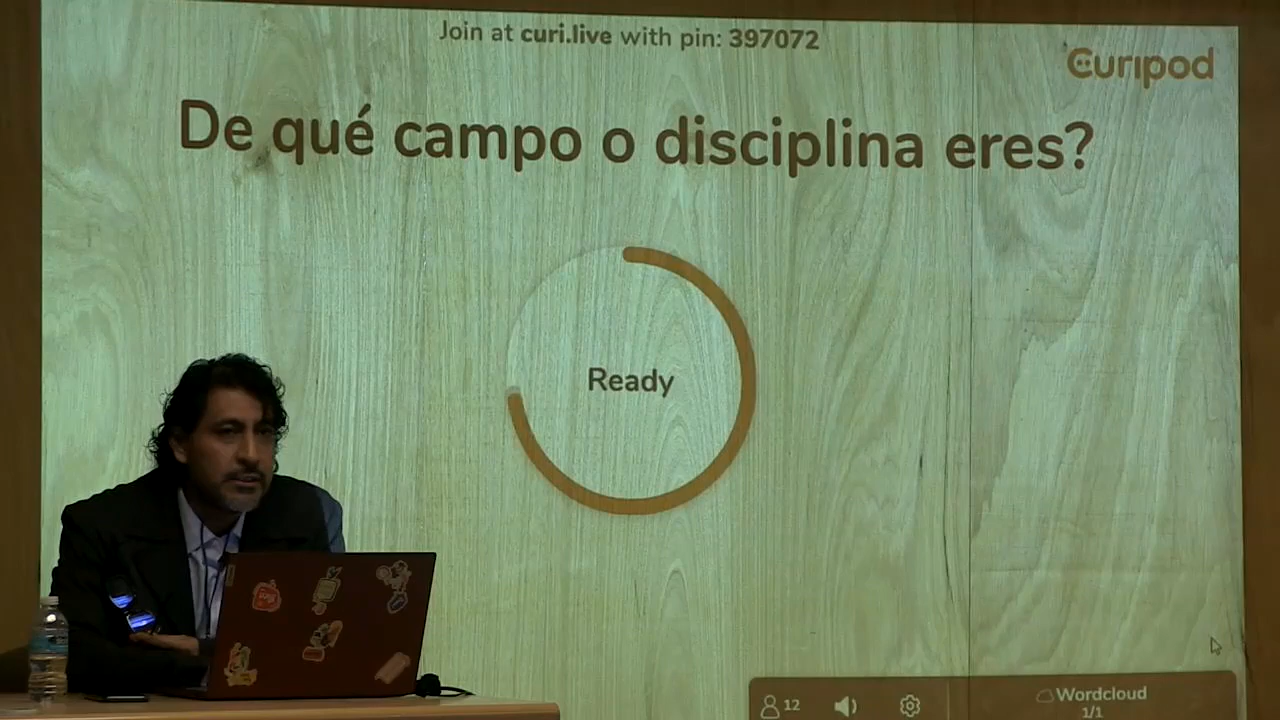 Join at curi.live with pin: 397072
Curipod
De qué campo o disciplina eres?
Ready
12
Wordcloud
1/1